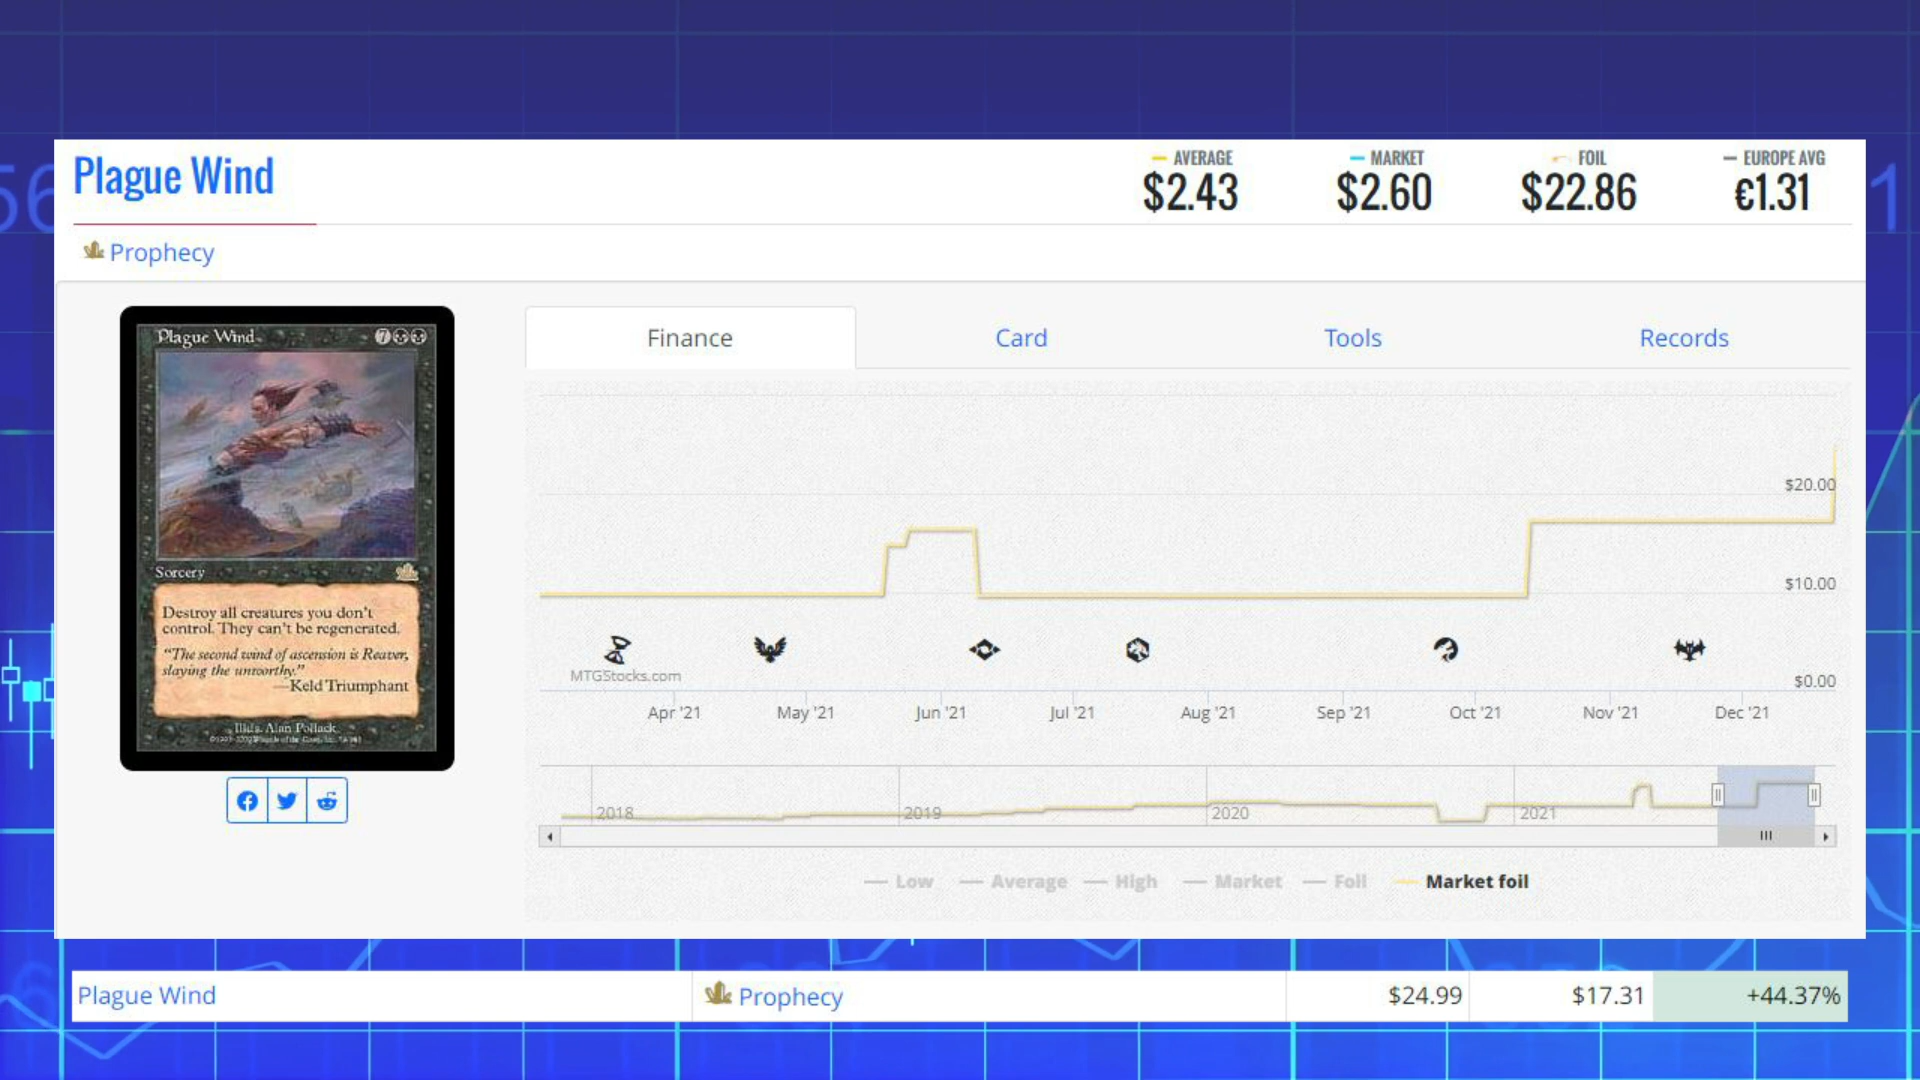 Plague Wind
AVERAGE
$2.43
MARKET
$2.60
FOIL
$22.86
EUROPE AVG
€1.31
Prophecy
Plague Wind 7
Sorcery
Destroy all creatures you don't
control. They can't be regenerated.
"The second wind of ascension is Reaver,
slaying the unworthy."
—Keld Triumphant
Illus. Alan Pollack
Finance
Card
Tools
Records
$20.00
$10.00
MTGStocks.com
$0.00
Apr '21
May '21
Jun '21
Jul '21
Aug '21
Sep '21
Oct '21
Nov '21
Dec '21
2018
2019
2020
2021
Low
Average
High
Market
Foil
Market foil
Plague Wind
Prophecy
$24.99
$17.31
+44.37%